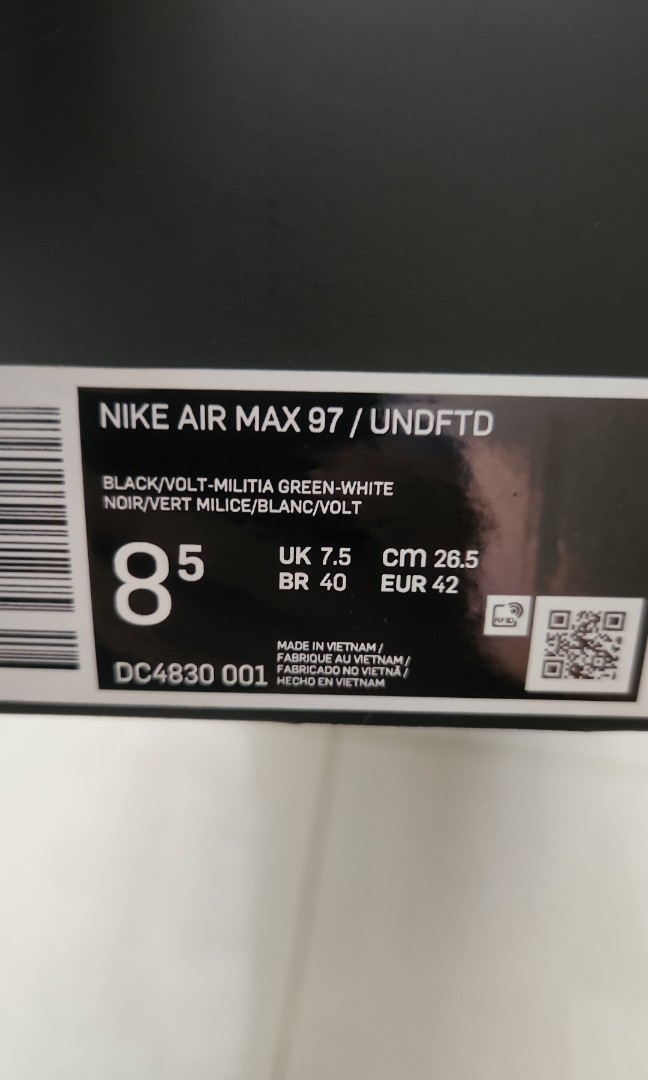 NIKE AIR MAX 97 / UNDFTD
BLACK/VOLT-MILITIA GREEN-WHITE
NOIR/VERT MILICE/BLANC/VOLT
8⁵
UK 7.5 cm 26.5
BR 40 EUR 42
RFID
MADE IN VIETNAM /
FABRIQUE AU VIETNAM /
FABRICADO NO VIETNÃ /
HECHO EN VIETNAM
DC4830 001